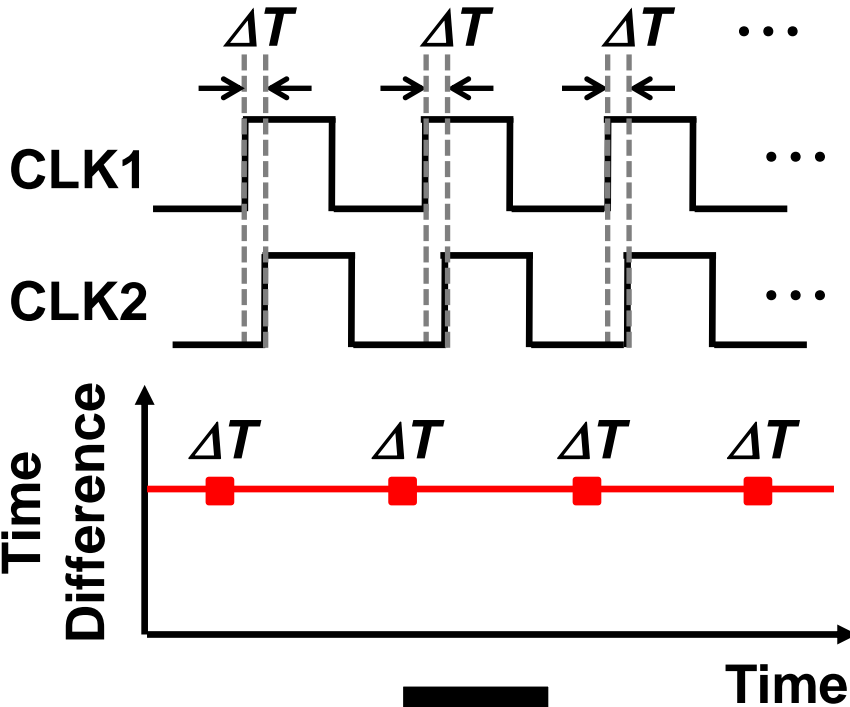 ΔT ΔT ΔT ...
CLK1 ...
CLK2 ...
Time
Difference
ΔT ΔT ΔT ΔT
Time